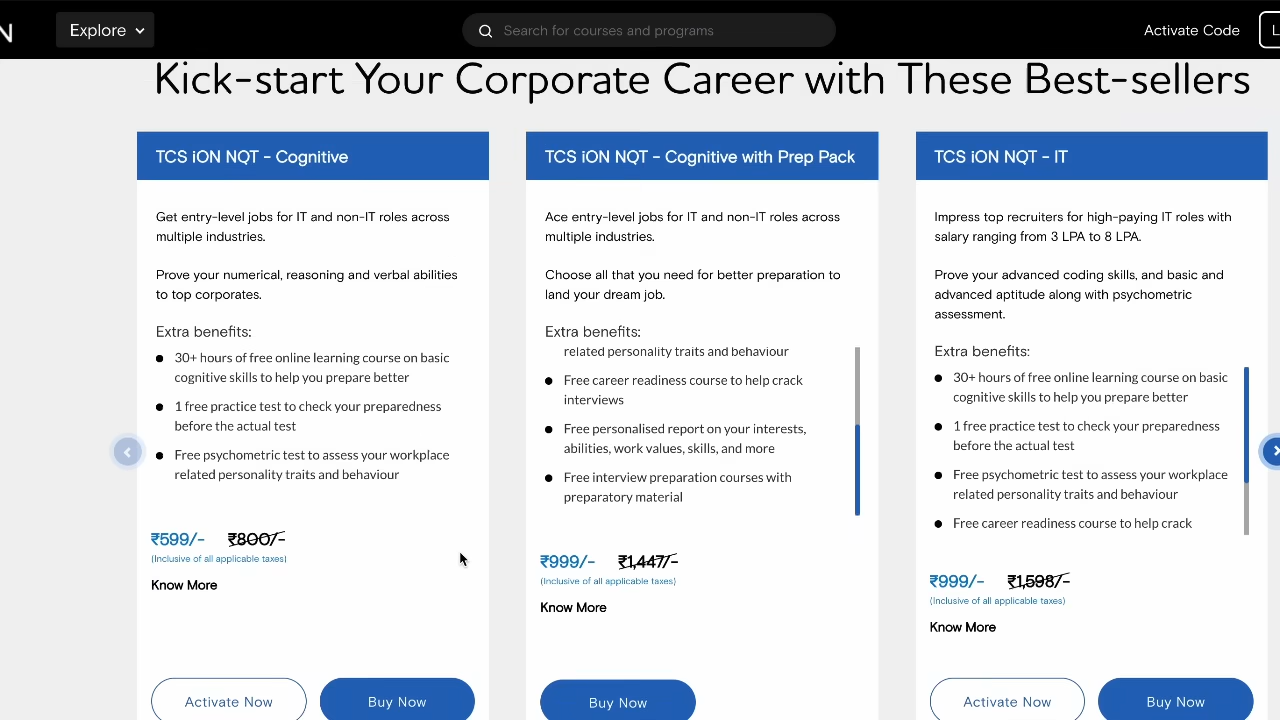 N
Explore
Search for courses and programs
Activate Code
L
Kick-start Your Corporate Career with These Best-sellers
TCS iON NQT - Cognitive
Get entry-level jobs for IT and non-IT roles across
multiple industries.
Prove your numerical, reasoning and verbal abilities
to top corporates.
Extra benefits:
30+ hours of free online learning course on basic
cognitive skills to help you prepare better
1 free practice test to check your preparedness
before the actual test
Free psychometric test to assess your workplace
related personality traits and behaviour
₹599/- ₹800/-
(Inclusive of all applicable taxes)
Know More
Activate Now
Buy Now
TCS iON NQT - Cognitive with Prep Pack
Ace entry-level jobs for IT and non-IT roles across
multiple industries.
Choose all that you need for better preparation to
land your dream job.
Extra benefits:
related personality traits and behaviour
Free career readiness course to help crack
interviews
Free personalised report on your interests,
abilities, work values, skills, and more
Free interview preparation courses with
preparatory material
₹999/- ₹1,447/-
(Inclusive of all applicable taxes)
Know More
Buy Now
TCS iON NQT - IT
Impress top recruiters for high-paying IT roles with
salary ranging from 3 LPA to 8 LPA.
Prove your advanced coding skills, and basic and
advanced aptitude along with psychometric
assessment.
Extra benefits:
30+ hours of free online learning course on basic
cognitive skills to help you prepare better
1 free practice test to check your preparedness
before the actual test
Free psychometric test to assess your workplace
related personality traits and behaviour
Free career readiness course to help crack
₹999/- ₹1,598/-
(Inclusive of all applicable taxes)
Know More
Activate Now
Buy Now